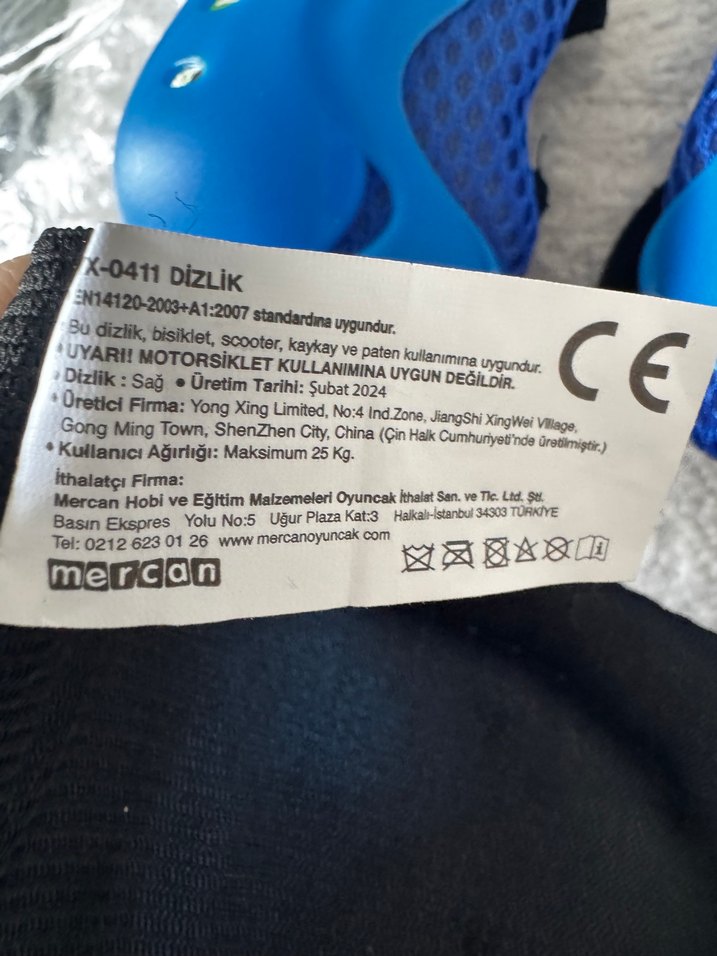 X-0411 DİZLİK
EN14120-2003+A1:2007 standardına uygundur.
Bu dizlik, bisiklet, scooter, kaykay ve paten kullanımına uygundur.
UYARI! MOTORSİKLET KULLANIMINA UYGUN DEĞİLDİR.
• Dizlik : Sağ • Üretim Tarihi: Şubat 2024
• Üretici Firma: Yong Xing Limited, No:4 Ind.Zone, JiangShi XingWei Village,
Gong Ming Town, ShenZhen City, China (Çin Halk Cumhuriyeti'nde üretilmiştir.)
• Kullanıcı Ağırlığı: Maksimum 25 Kg.
İthalatçı Firma:
Mercan Hobi ve Eğitim Malzemeleri Oyuncak İthalat San. ve Tic. Ltd. Şti.
Basın Ekspres Yolu No:5 Uğur Plaza Kat:3 Halkalı-İstanbul 34303 TÜRKİYE
Tel: 0212 623 01 26 www.mercanoyuncak com
mercan
CE